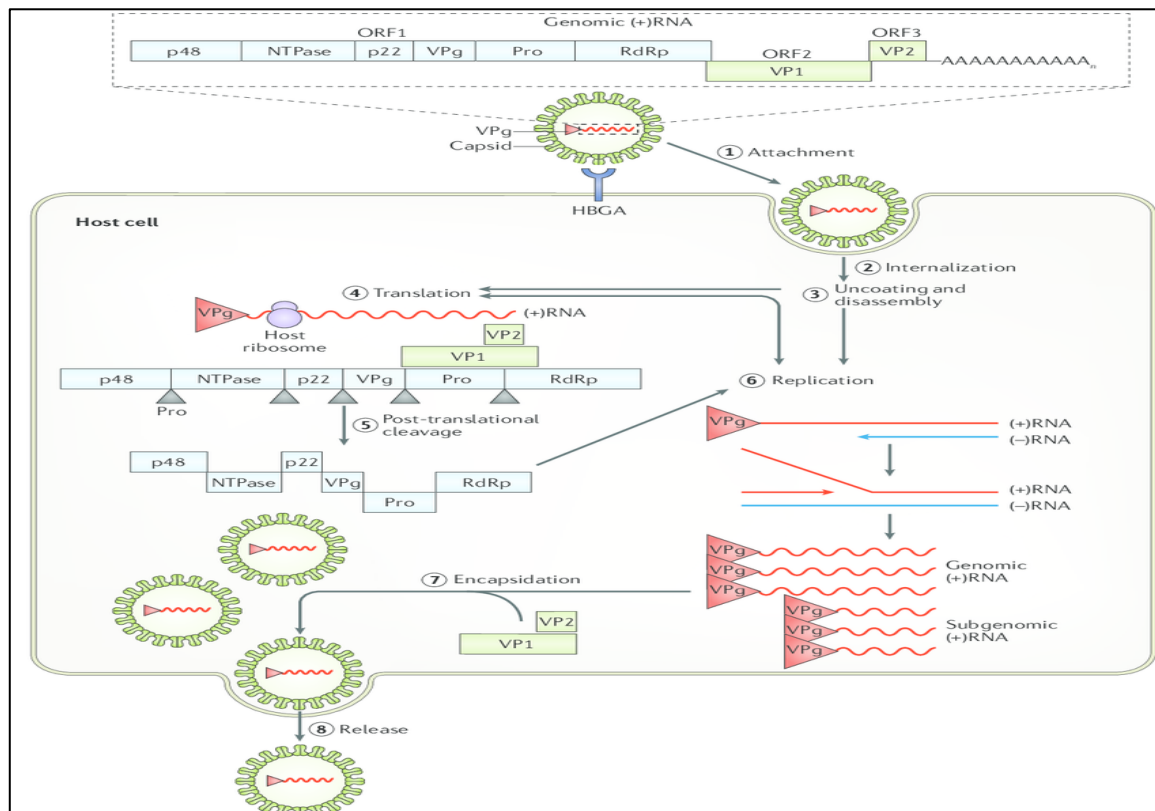 Genomic (+)RNA
ORF1
ORF2
ORF3
p48 NTPase p22 VPg Pro RdRp
VP1
VP2
AAAAAAAAAAAn
VPg
Capsid
1 Attachment
HBGA
Host cell
2 Internalization
3 Uncoating and
disassembly
4 Translation
VPg
(+)RNA
Host
ribosome
VP2
VP1
p48 NTPase p22 VPg Pro RdRp
Pro
5 Post-translational
cleavage
p48 NTPase p22 VPg Pro RdRp
6 Replication
VPg
(+)RNA
(–)RNA
(+)RNA
(–)RNA
VPg
VPg
VPg
Genomic
(+)RNA
VPg
VPg
VPg
Subgenomic
(+)RNA
7 Encapsidation
VP2
VP1
8 Release